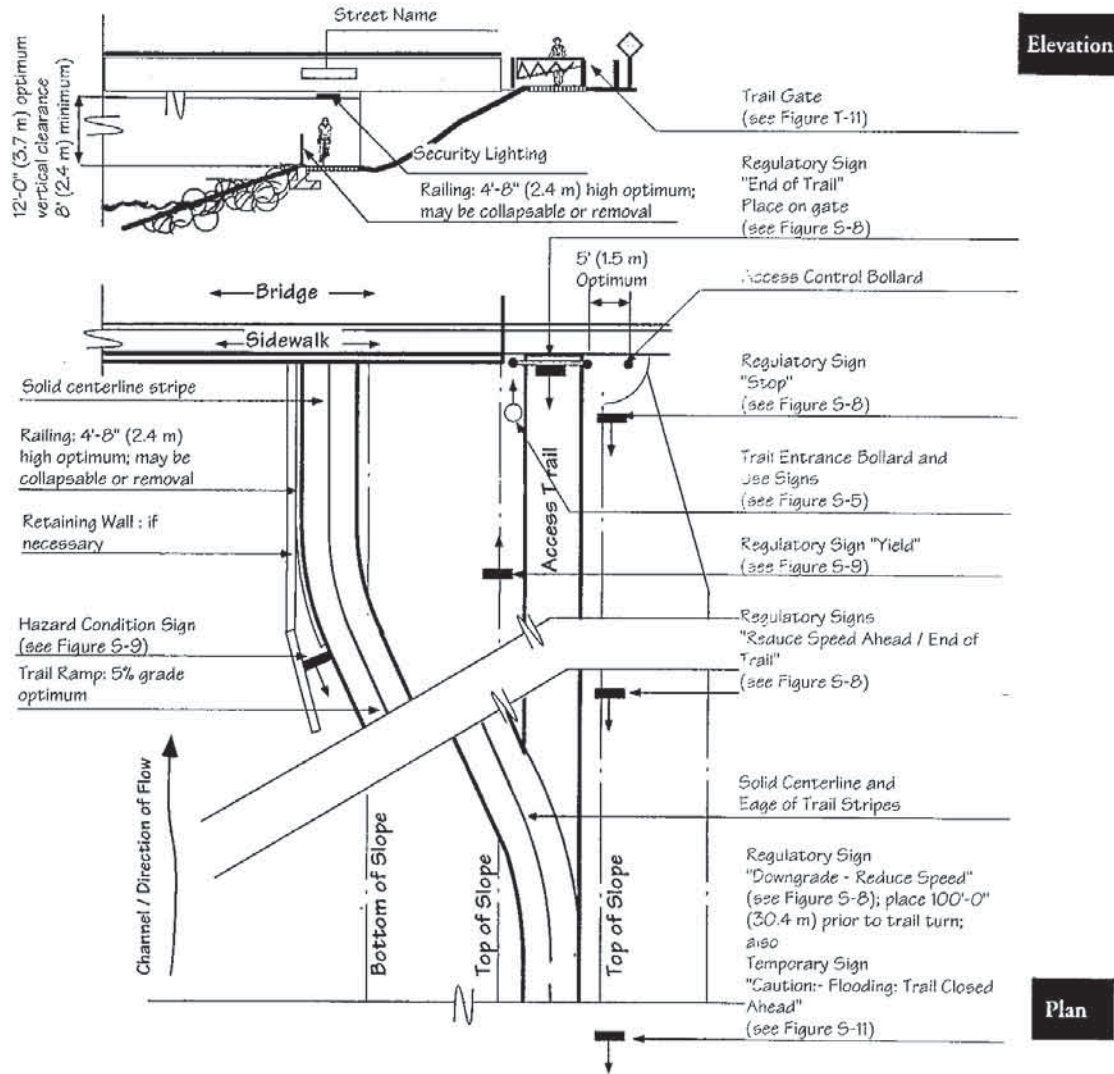 Street Name
Elevation
12'-0" (3.7 m) optimum
vertical clearance
8' (2.4 m) minimum)
Trail Gate
(see Figure T-11)
Security Lighting
Railing: 4'-8" (2.4 m) high optimum;
may be collapsable or removal
Regulatory Sign
"End of Trail"
Place on gate
(see Figure S-8)
5' (1.5 m)
Optimum
Access Control Bollard
Bridge
Sidewalk
Solid centerline stripe
Regulatory Sign
"Stop"
(see Figure S-8)
Railing: 4'-8" (2.4 m)
high optimum; may be
collapsable or removal
Trail Entrance Bollard and
Use Signs
(see Figure S-5)
Access Trail
Retaining Wall : if
necessary
Regulatory Sign "Yield"
(see Figure S-9)
Hazard Condition Sign
(see Figure S-9)
Regulatory Signs
"Reduce Speed Ahead / End of
Trail"
(see Figure S-8)
Trail Ramp: 5% grade
optimum
Channel / Direction of Flow
Bottom of Slope
Top of Slope
Top of Slope
Solid Centerline and
Edge of Trail Stripes
Regulatory Sign
"Downgrade - Reduce Speed"
(see Figure S-8); place 100'-0"
(30.4 m) prior to trail turn;
also
Temporary Sign
"Caution:- Flooding: Trail Closed
Ahead"
(see Figure S-11)
Plan